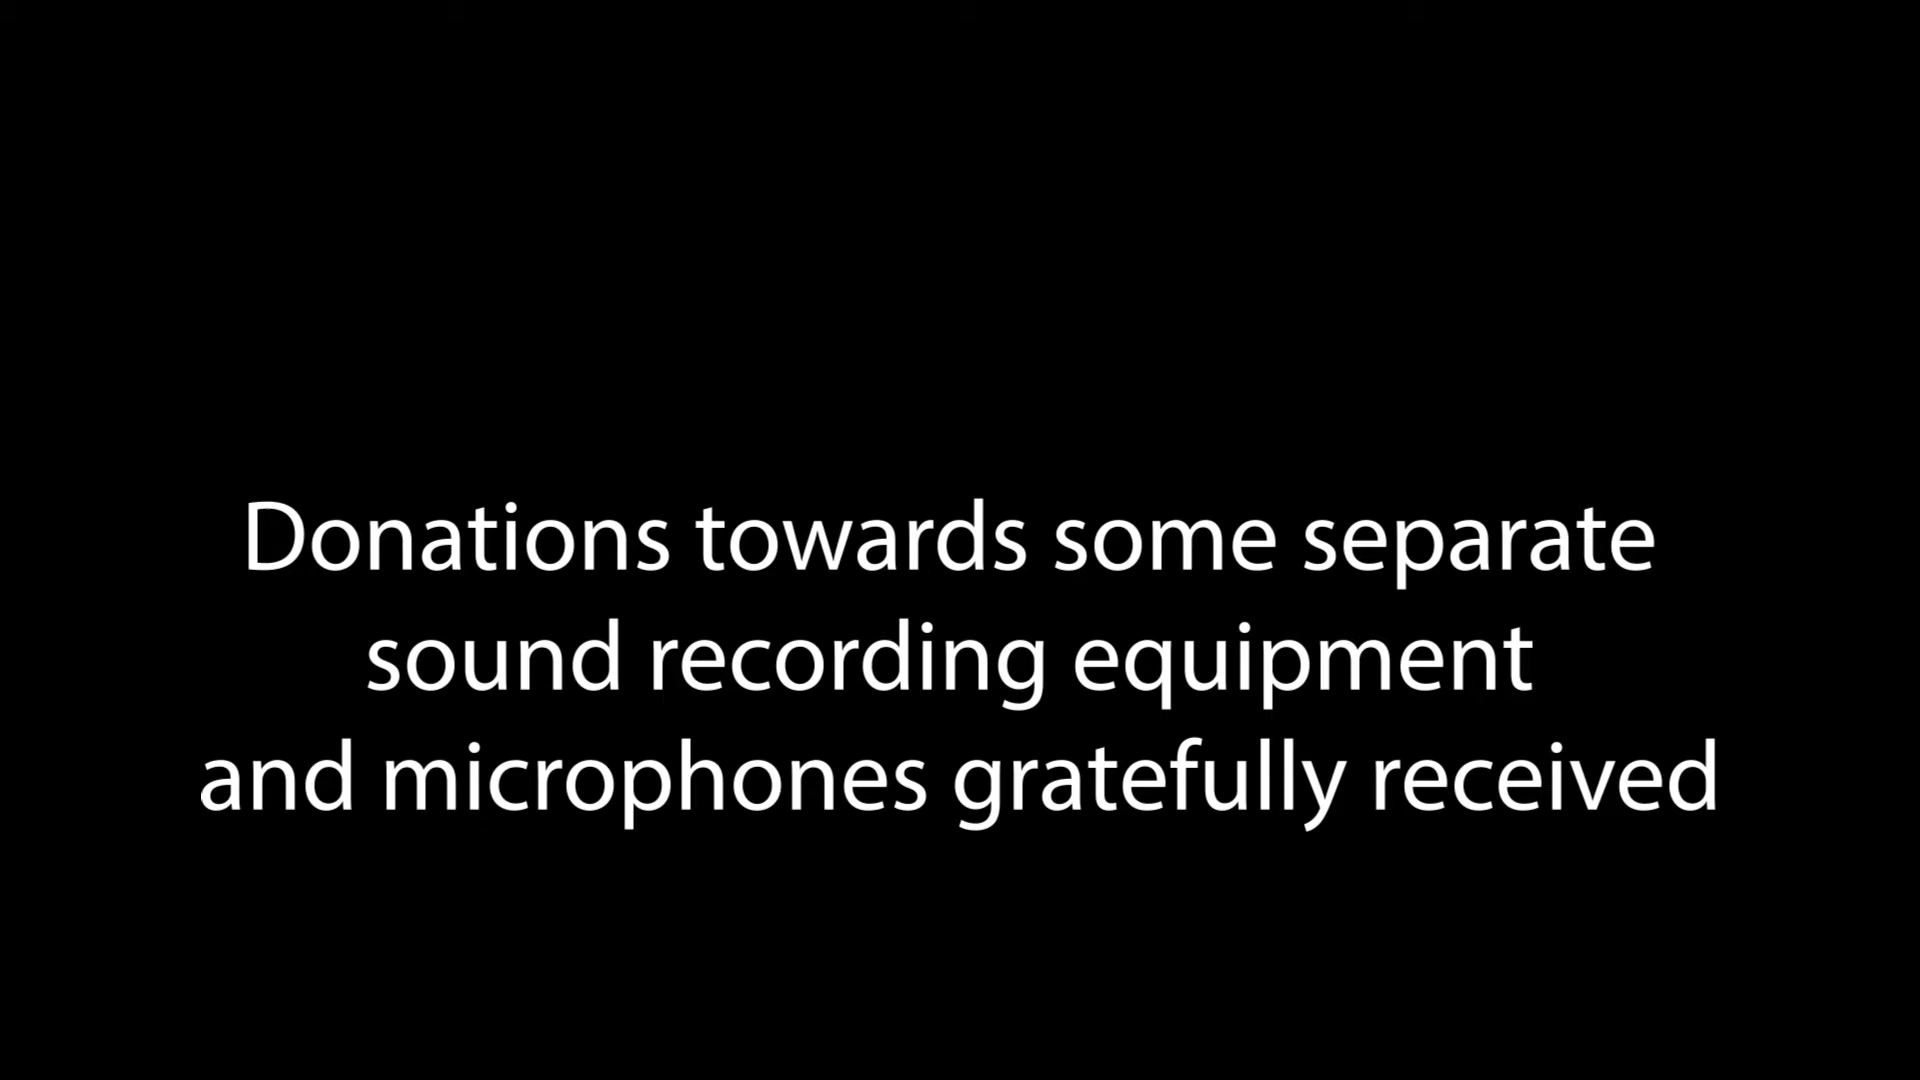 Donations towards some separate
sound recording equipment
and microphones gratefully received